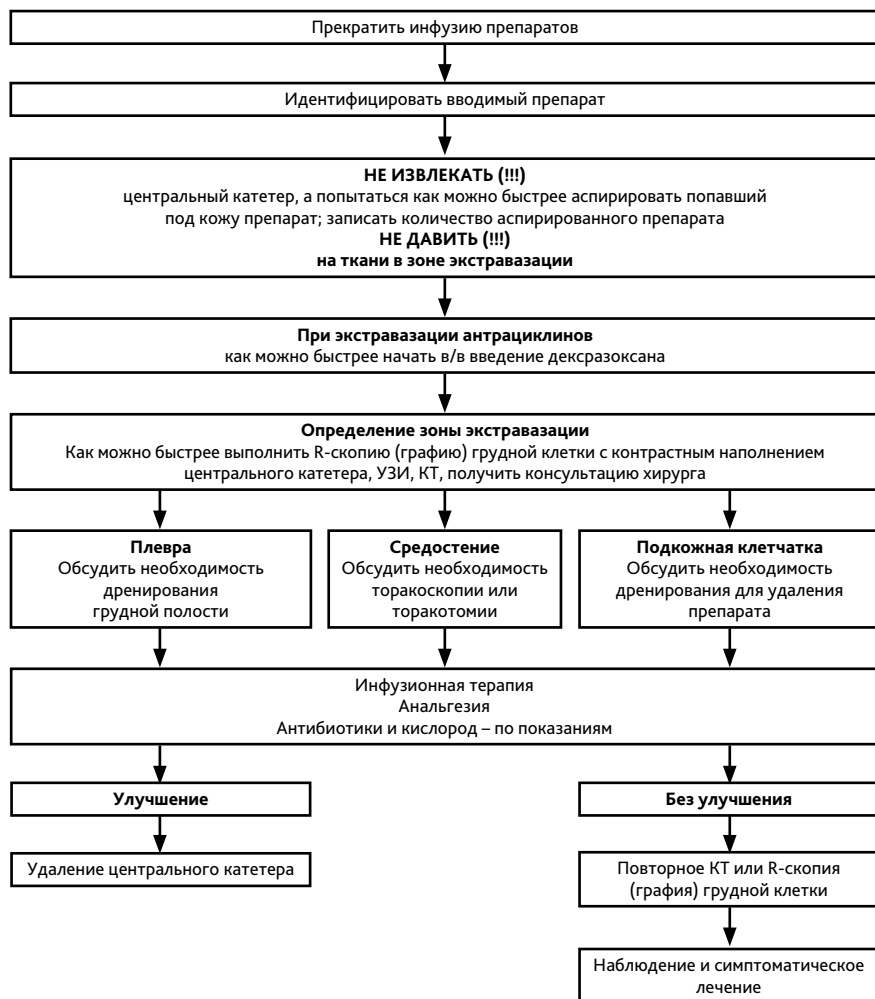 Прекратить инфузию препаратов
Идентифицировать вводимый препарат
НЕ ИЗВЛЕКАТЬ (!!!)
центральный катетер, а попытаться как можно быстрее аспирировать попавший
под кожу препарат; записать количество аспирированного препарата
НЕ ДАВИТЬ (!!!)
на ткани в зоне экстравазации
При экстравазации антрациклинов
как можно быстрее начать в/в введение дексразоксана
Определение зоны экстравазации
Как можно быстрее выполнить R-скопию (графию) грудной клетки с контрастным наполнением
центрального катетера, УЗИ, КТ, получить консультацию хирурга
Плевра
Обсудить необходимость
дренирования
грудной полости
Средостение
Обсудить необходимость
торакоскопии или
торакотомии
Подкожная клетчатка
Обсудить необходимость
дренирования для удаления
препарата
Инфузионная терапия
Анальгезия
Антибиотики и кислород – по показаниям
Улучшение
Удаление центрального катетера
Без улучшения
Повторное КТ или R-скопия
(графия) грудной клетки
Наблюдение и симптоматическое
лечение